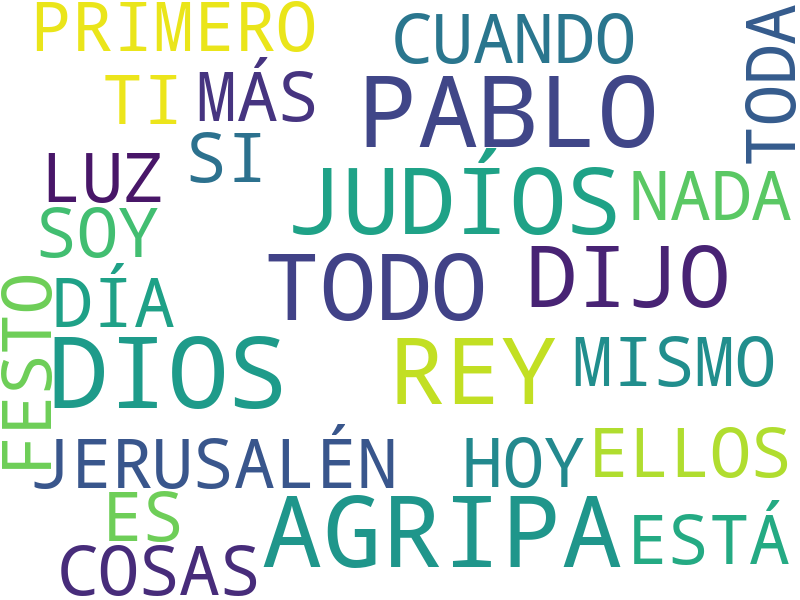 PRIMERO
CUANDO
TODA
TI
MÁS
PABLO
SI
LUZ
JUDÍOS
NADA
SOY
TODO
DIJO
DÍA
FESTO
DIOS
REY
MISMO
JERUSALÉN
HOY
ELLOS
ES
AGRIPA
ESTÁ
COSAS